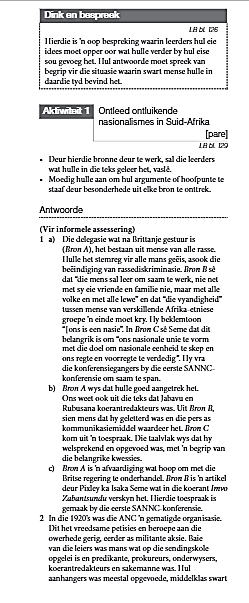 Dink en bespreek
LB bl. 126
Hierdie is 'n oop bespreking waarin leerders hul eie
idees moet opper oor wat hulle verder by hul eise
sou gevoeg het. Hul antwoorde moet spreek van
begrip vir die situasie waarin swart mense hulle in
daardie tyd bevind het.
Aktiwiteit 1
Ontleed ontluikende
nasionalismes in Suid-Afrika
[pare]
LB bl. 129
• Deur hierdie bronne deur te werk, sal die leerders
wat hulle in die teks geleer het, vaslê.
• Moedig hulle aan om hul argumente of hoofpunte te
staaf deur besonderhede uit elke bron te ontrek.
Antwoorde
(Vir informele assessering)
1 a) Die delegasie wat na Brittanje gestuur is
(Bron A), het bestaan uit mense van alle rasse.
Hulle het stemreg vir alle mans geëis, asook die
beëindiging van rassediskriminasie. Bron B sê
dat "die mens sal leer om saam te werk, nie net
met sy eie vriende en familie nie, maar met alle
volke en met alle lewe" en dat "die vyandigheid"
tussen mense van verskillende Afrika-etniese
groepe 'n einde moet kry. Hy beklemtoon
"[ons is een nasie". In Bron C sê Seme dat dit
belangrik is om "ons nasionale unie te vorm
met die doel om nasionale eenheid te skep en
ons regte en voorregte te verdedig". Hy vra
die konferensiegangers by die eerste SANNC-
konferensie om saam te span.
b) Bron A wys dat hulle goed aangetrek het.
Ons weet ook uit die teks dat Jabavu en
Rubusana koerantredakteurs was. Uit Bron B,
sien mens dat hy geletterd was en die pers as
kommunikasiemiddel waardeer het. Bron C
kom uit 'n toespraak. Die taalvlak wys dat hy
welsprekend en opgevoed was, met 'n begrip van
die belangrike kwessies.
c) Bron A is 'n afvaardiging wat hoop om met die
Britse regering te onderhandel. Bron B is 'n artikel
deur Pixley ka Isaka Seme wat in die koerant Imvo
Zabantsundu verskyn het. Hierdie toespraak is
gemaak by die eerste SANNC-konferensie.
2 In die 1920's was die ANC 'n gematigde organisasie.
Dit het vreedsame petisies en beroepe aan die
owerhede gerig, eerder as militante aksie. Baie
van die leiers was mans wat op die sendingskole
opgelei is en predikante, prokureurs, onderwysers,
koerantredakteurs en sakemanne was. Hul
aanhangers was meestal opgevoede, middelklas swart